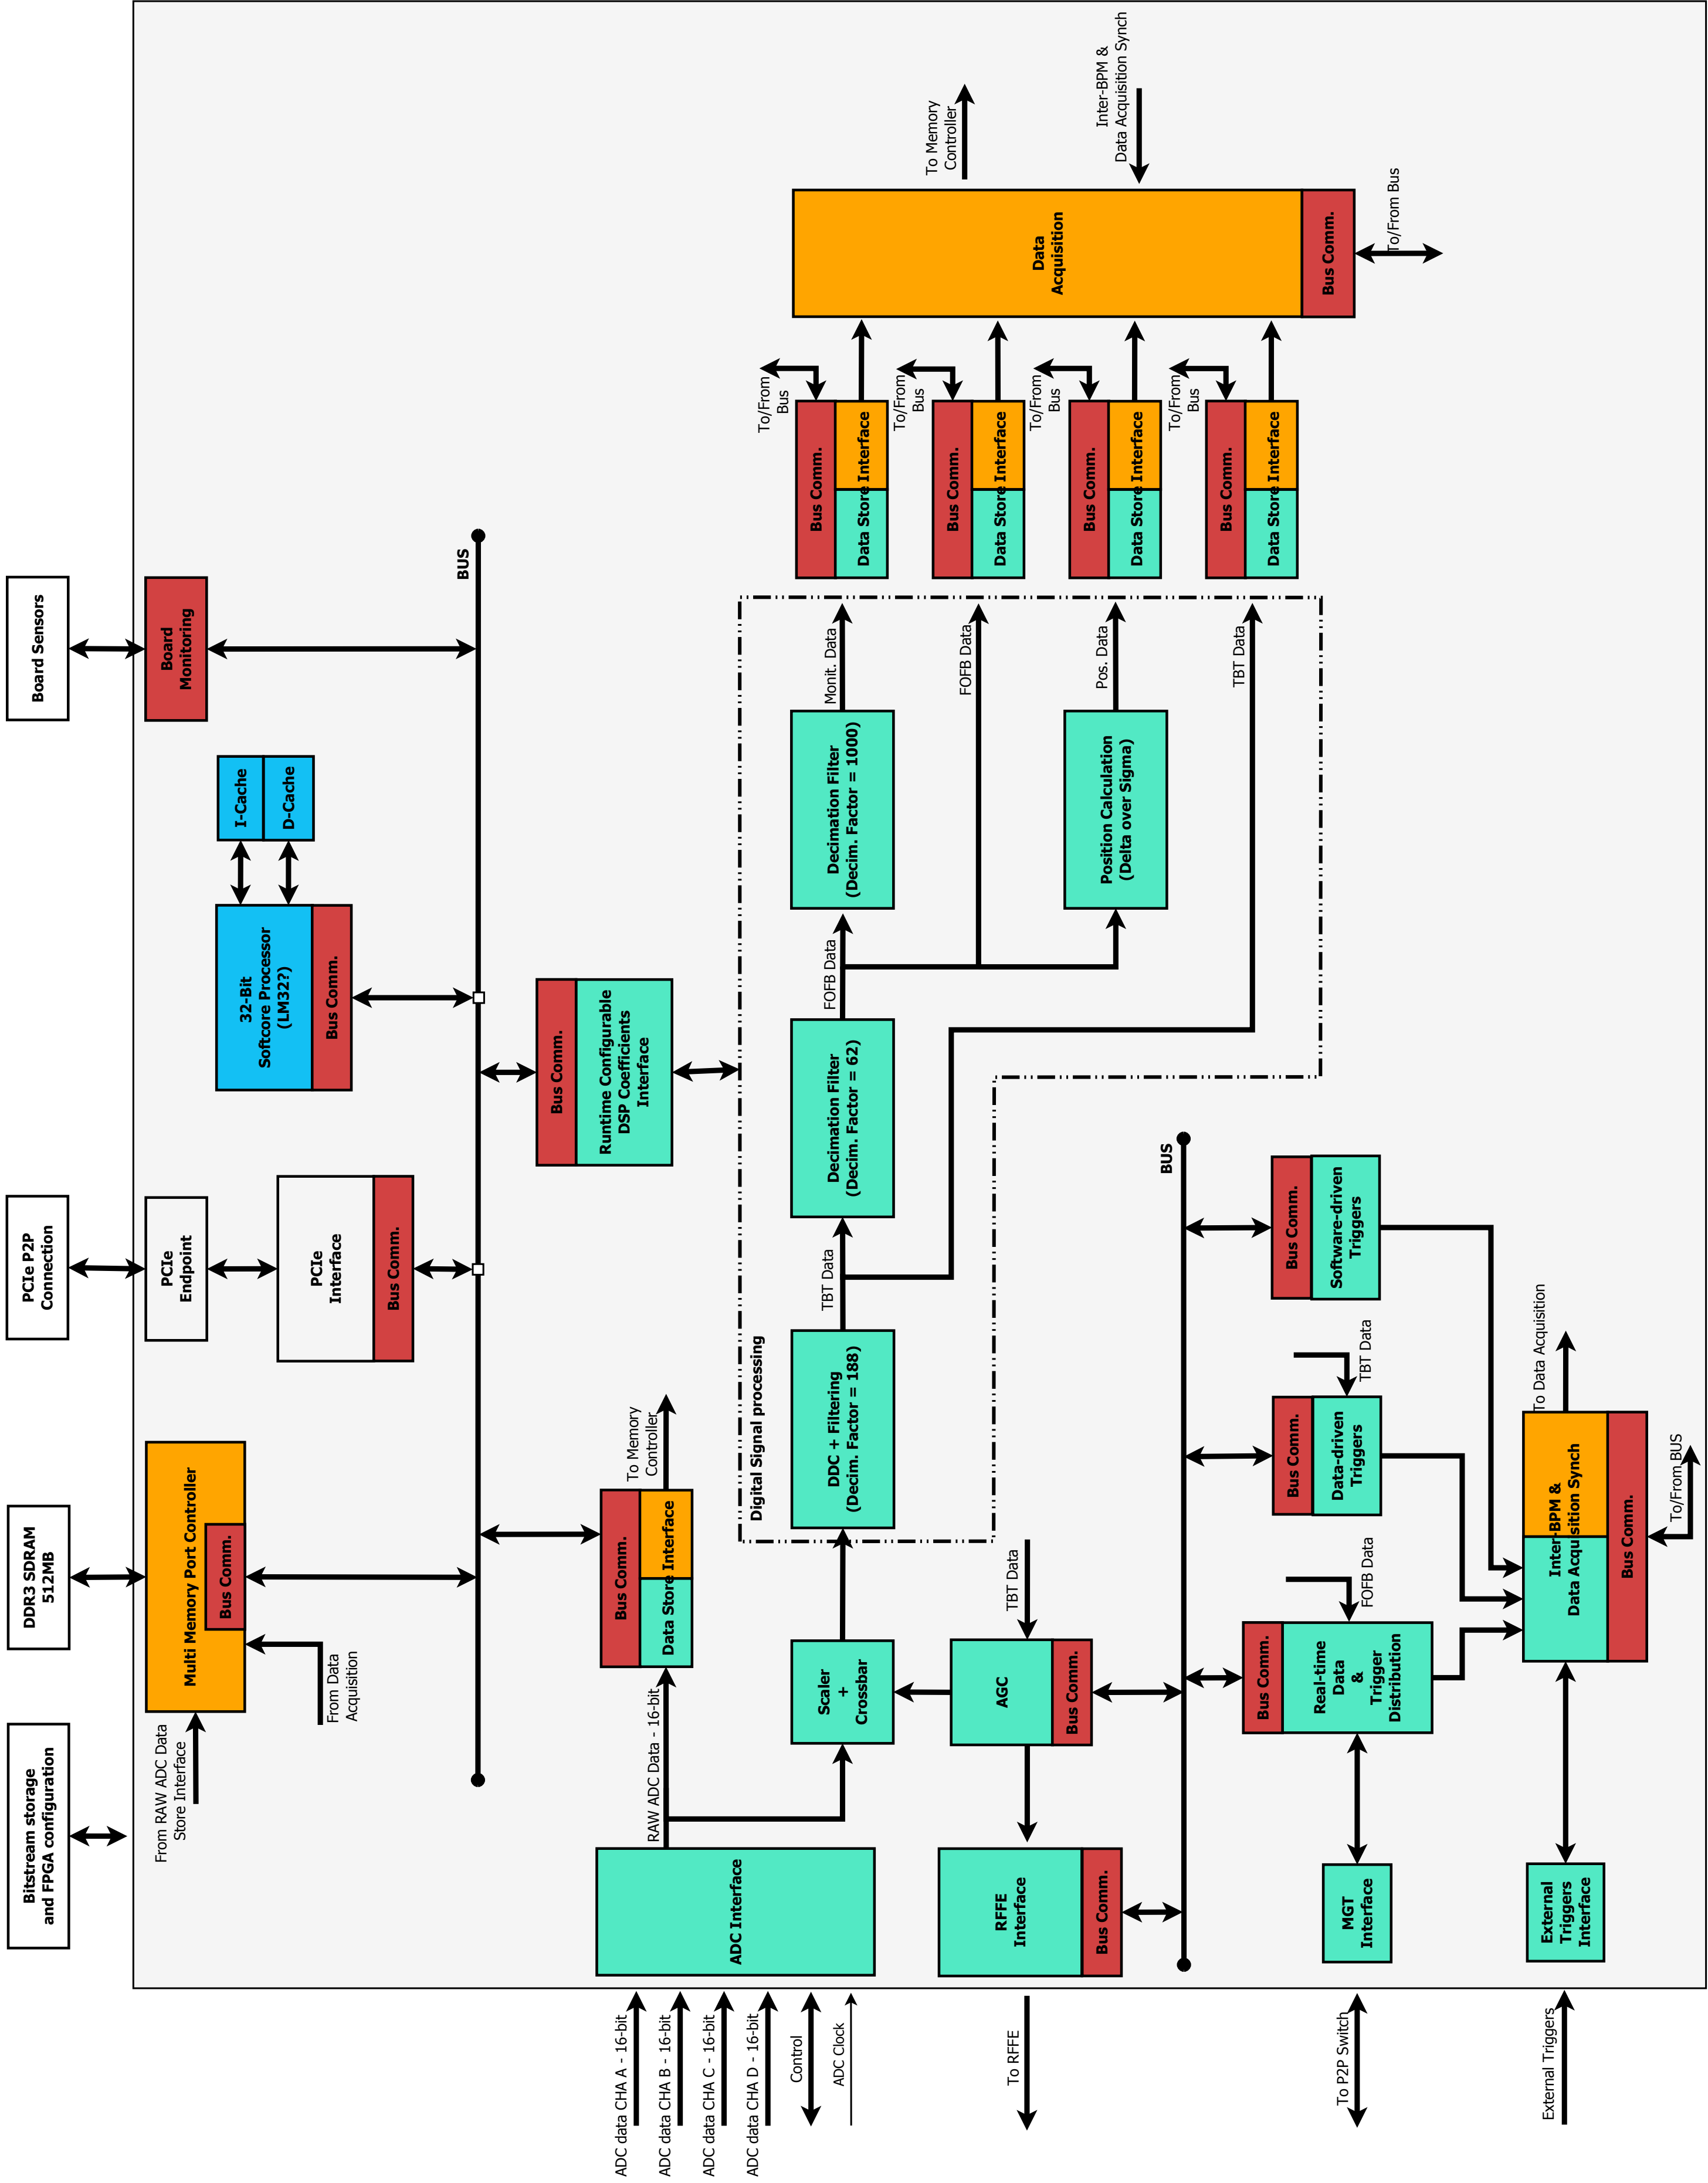 Bitstream storage
and FPGA configuration
DDR3 SDRAM
512MB
PCIe P2P
Connection
Board Sensors
From RAW ADC Data
Store Interface
From Data
Acquisition
Multi Memory Port Controller
Bus Comm.
PCIe
Endpoint
PCIe
Interface
Bus Comm.
32-Bit
Softcore Processor
(LM32?)
Bus Comm.
I-Cache
D-Cache
Board
Monitoring
BUS
ADC data CHA A - 16-bit
ADC data CHA B - 16-bit
ADC data CHA C - 16-bit
ADC data CHA D - 16-bit
Control
ADC Clock
ADC Interface
RAW ADC Data - 16-bit
Bus Comm.
Data Store Interface
To Memory
Controller
Bus Comm.
Runtime Configurable
DSP Coefficients
Interface
Scaler
+
Crossbar
Digital Signal processing
DDC + Filtering
(Decim. Factor = 188)
TBT Data
Decimation Filter
(Decim. Factor = 62)
FOFB Data
Decimation Filter
(Decim. Factor = 1000)
Monit. Data
FOFB Data
Position Calculation
(Delta over Sigma)
Pos. Data
TBT Data
Bus Comm.
Data Store Interface
To/From
Bus
Bus Comm.
Data Store Interface
To/From
Bus
Bus Comm.
Data Store Interface
To/From
Bus
Bus Comm.
Data Store Interface
To/From
Bus
Data
Acquisition
Bus Comm.
To/From Bus
To Memory
Controller
Inter-BPM &
Data Acquisition Synch
To RFFE
RFFE
Interface
Bus Comm.
AGC
Bus Comm.
TBT Data
BUS
To P2P Switch
MGT
Interface
Bus Comm.
Real-time
Data
&
Trigger
Distribution
FOFB Data
Bus Comm.
Data-driven
Triggers
TBT Data
Bus Comm.
Software-driven
Triggers
External Triggers
External
Triggers
Interface
Inter-BPM &
Data Acquisition Synch
Bus Comm.
To Data Acquisition
To/From BUS